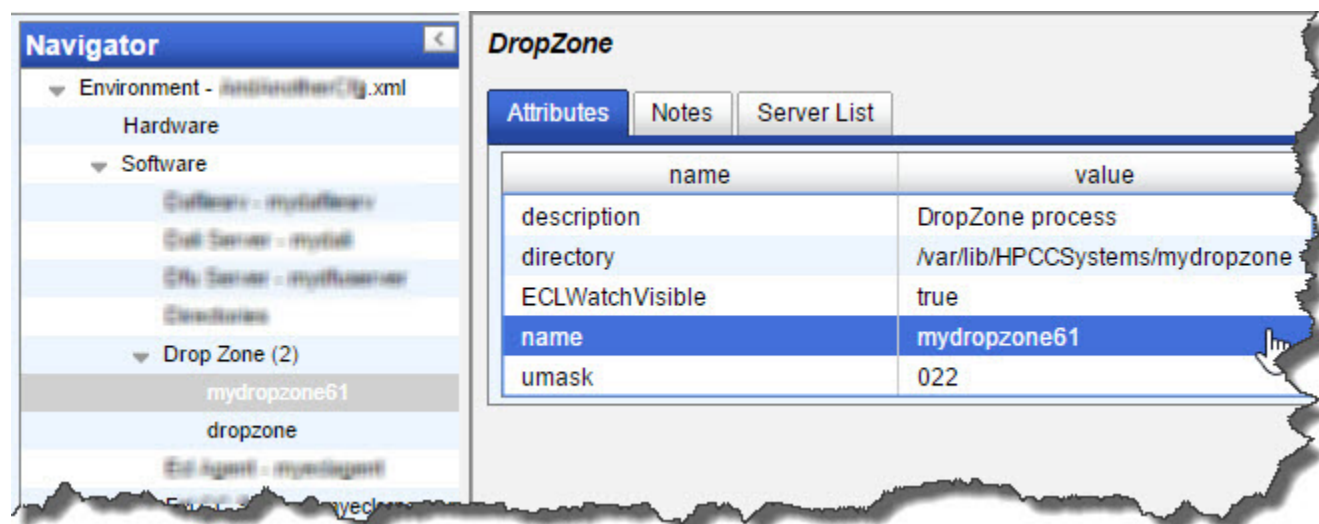 Navigator
Environment - .xml
Hardware
Software
Drop Zone (2)
mydropzone61
dropzone
DropZone
Attributes Notes Server List
name value
description DropZone process
directory /var/lib/HPCCSystems/mydropzone
ECLWatchVisible true
name mydropzone61
umask 022